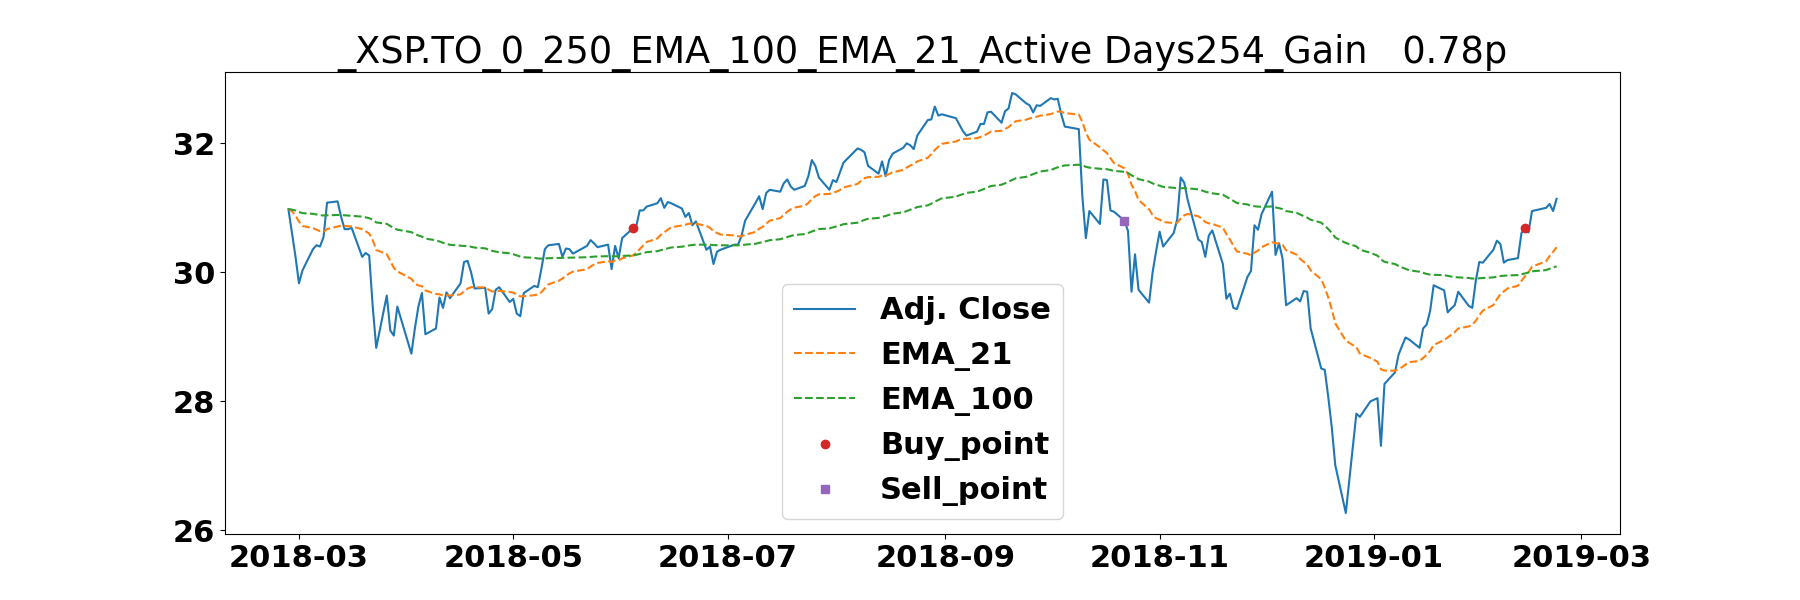 _XSP.TO_0_250_EMA_100_EMA_21_Active Days254_Gain   0.78p
32
30
28
26
Adj. Close
EMA_21
EMA_100
Buy_point
Sell_point
2018-03 2018-05 2018-07 2018-09 2018-11 2019-01 2019-03